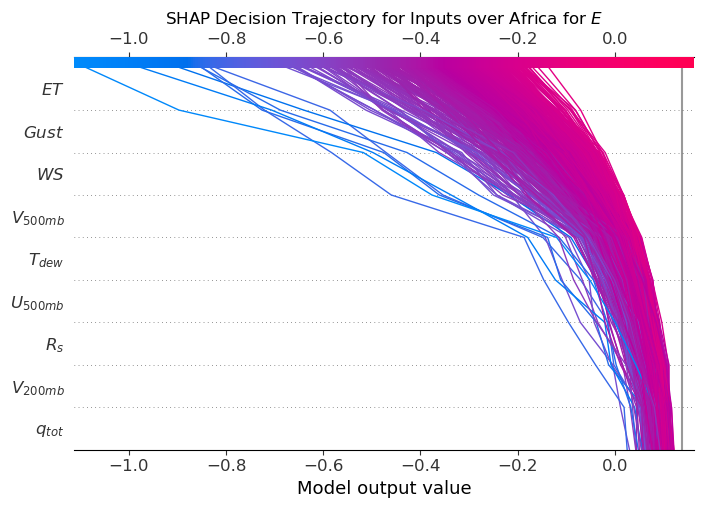 SHAP Decision Trajectory for Inputs over Africa for E
−1.0 −0.8 −0.6 −0.4 −0.2 0.0
ET
Gust
WS
V500mb
Tdew
U500mb
Rs
V200mb
qtot
−1.0 −0.8 −0.6 −0.4 −0.2 0.0
Model output value